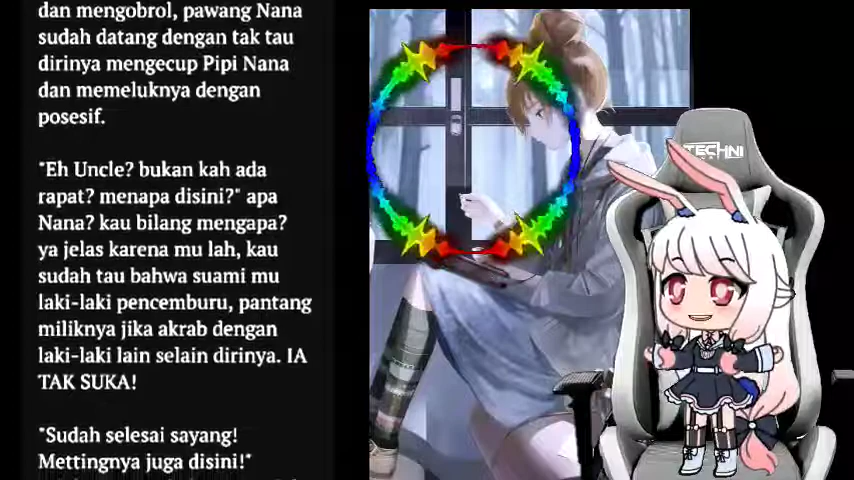 dan mengobrol, pawang Nana
sudah datang dengan tak tau
dirinya mengecup Pipi Nana
dan memeluknya dengan
posesif.
"Eh Uncle? bukan kah ada
rapat? menapa disini?" apa
Nana? kau bilang mengapa?
ya jelas karena mu lah, kau
sudah tau bahwa suami mu
laki-laki pencemburu, pantang
miliknya jika akrab dengan
laki-laki lain selain dirinya. IA
TAK SUKA!
"Sudah selesai sayang!
Mettingnya juga disini!"
TECHNI